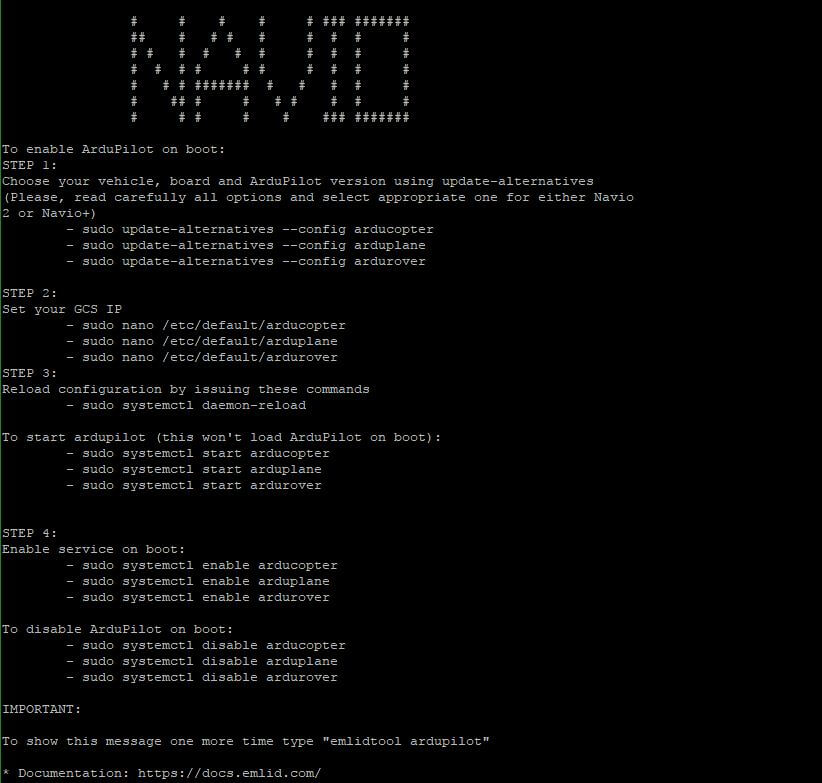 NAVIO
To enable ArduPilot on boot:
STEP 1:
Choose your vehicle, board and ArduPilot version using update-alternatives
(Please, read carefully all options and select appropriate one for either Navio
2 or Navio+)
- sudo update-alternatives --config arducopter
- sudo update-alternatives --config arduplane
- sudo update-alternatives --config ardurover
STEP 2:
Set your GCS IP
- sudo nano /etc/default/arducopter
- sudo nano /etc/default/arduplane
- sudo nano /etc/default/ardurover
STEP 3:
Reload configuration by issuing these commands
- sudo systemctl daemon-reload
To start ardupilot (this won't load ArduPilot on boot):
- sudo systemctl start arducopter
- sudo systemctl start arduplane
- sudo systemctl start ardurover
STEP 4:
Enable service on boot:
- sudo systemctl enable arducopter
- sudo systemctl enable arduplane
- sudo systemctl enable ardurover
To disable ArduPilot on boot:
- sudo systemctl disable arducopter
- sudo systemctl disable arduplane
- sudo systemctl disable ardurover
IMPORTANT:
To show this message one more time type "emlidtool ardupilot"
* Documentation: https://docs.emlid.com/